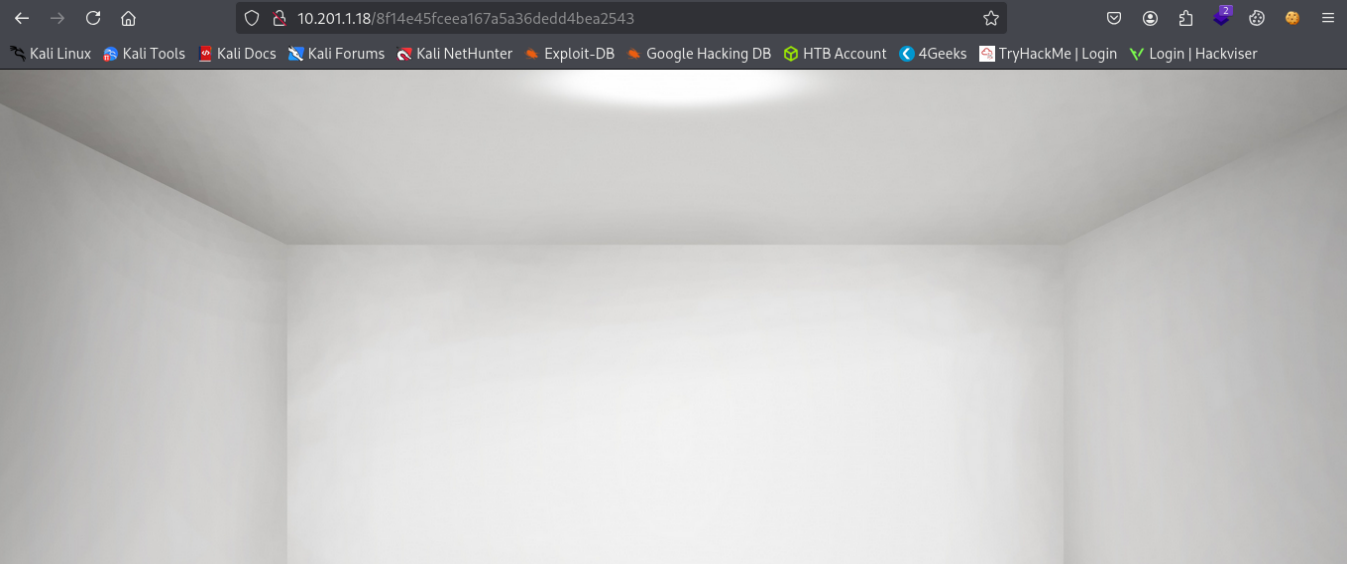 10.201.1.18/8f14e45fceea167a5a36dedd4bea2543
2
Kali Linux Kali Tools Kali Docs Kali Forums Kali NetHunter Exploit-DB Google Hacking DB HTB Account 4Geeks TryHackMe | Login Login | Hackviser